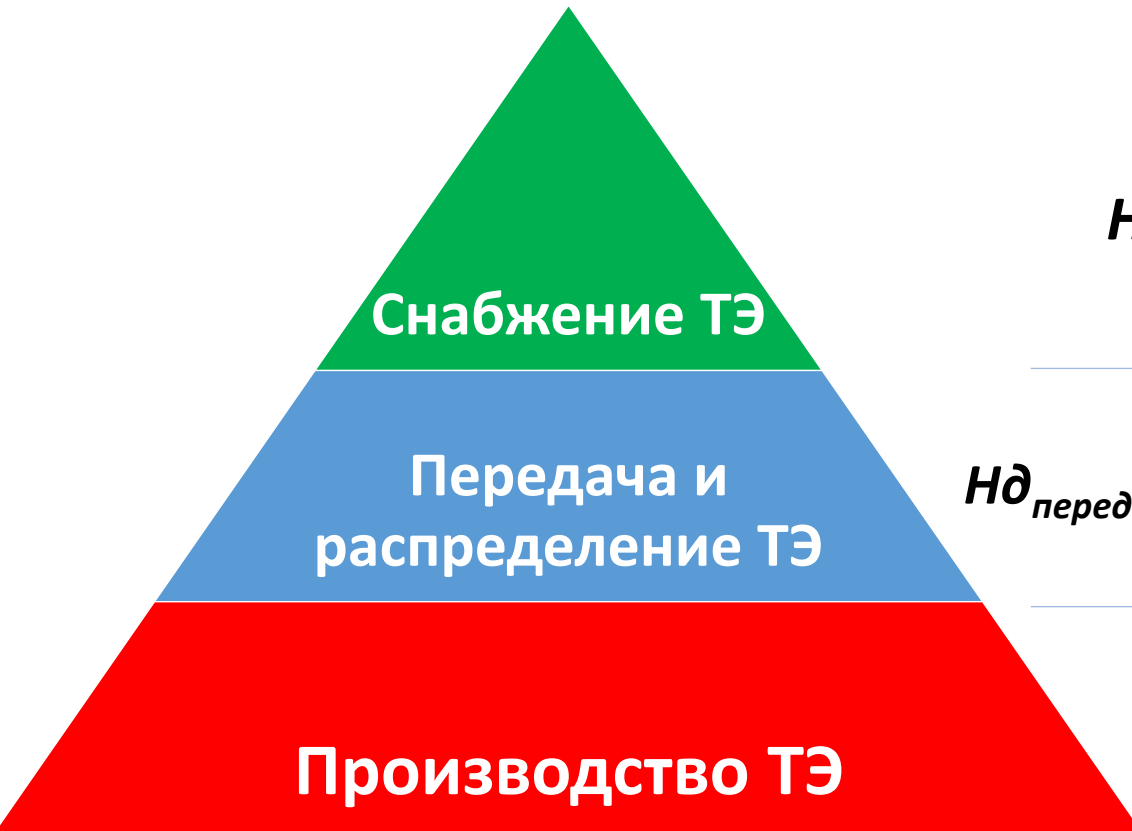 Н
Снабжение ТЭ
Передача и
распределение ТЭ
Нд перед
Производство ТЭ